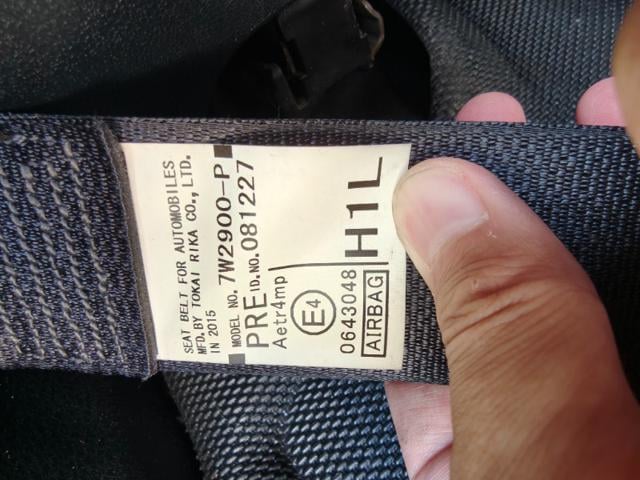 SEAT BELT FOR AUTOMOBILES
MFD.BY TOKAI RIKA CO., LTD.
IN 2015
MODEL NO. 7W2900-P
PRE ID.NO. 081227
Aetr4mp
E4
0643048
AIRBAG
H1L